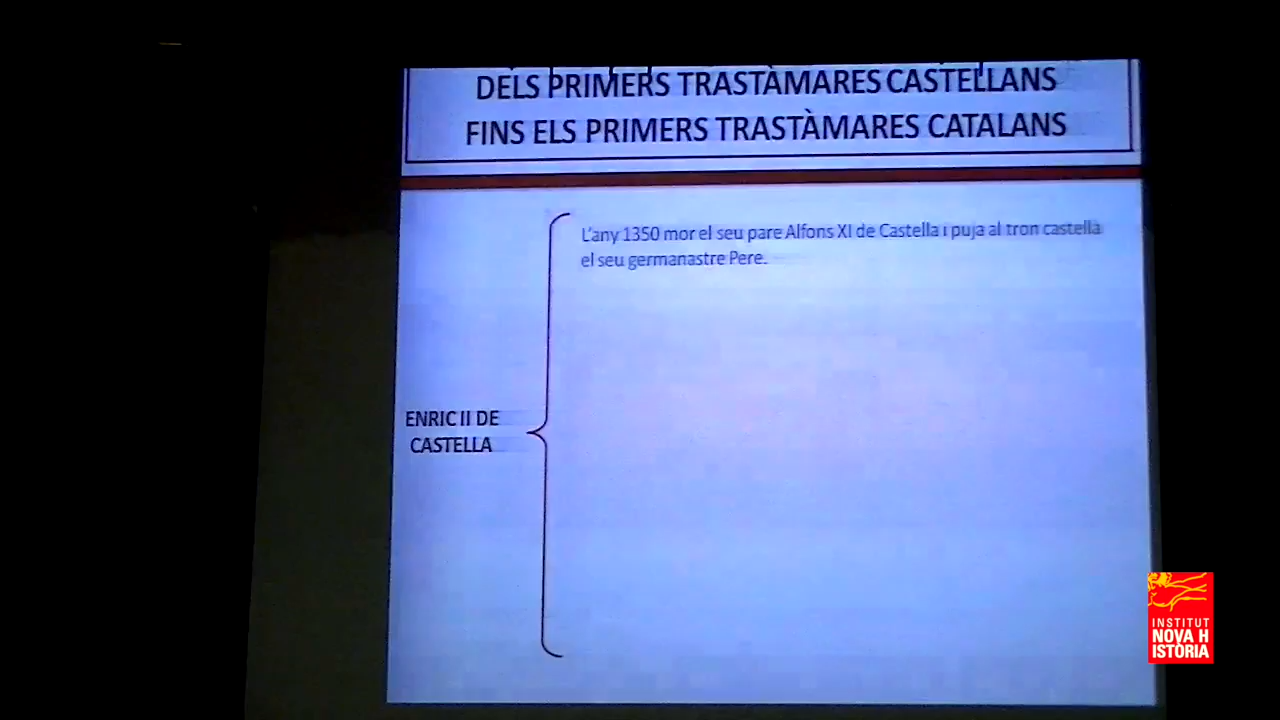 DELS PRIMERS TRASTÀMARES CASTELLANS
FINS ELS PRIMERS TRASTÀMARES CATALANS
L'any 1350 mor el seu pare Alfons XI de Castella i puja al tron castellà
el seu germanastre Pere.
ENRIC II DE
CASTELLA
INSTITUT
NOVA H
ISTÒRIA